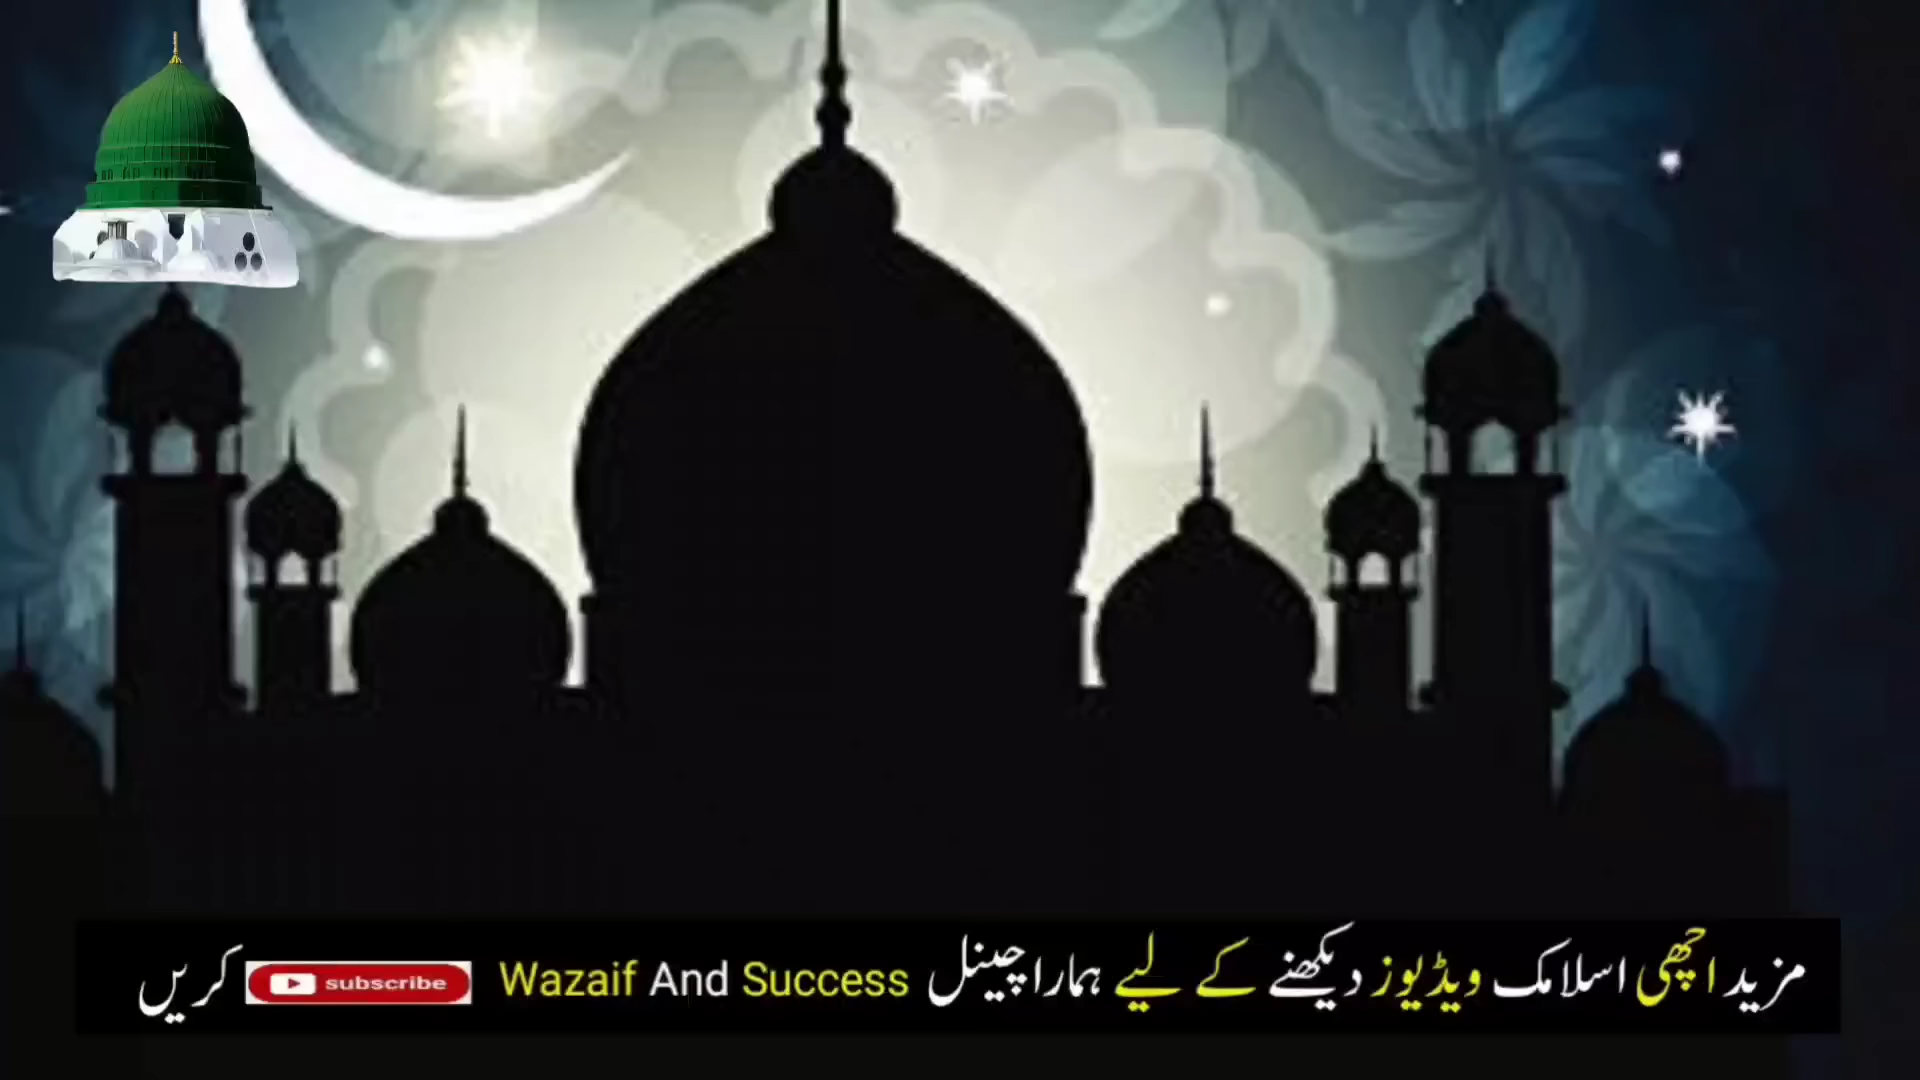 مزید اچھی اسلامک ویڈیوز دیکھنے کے لیے ہمارا چینل Wazaif And Success subscribe کریں